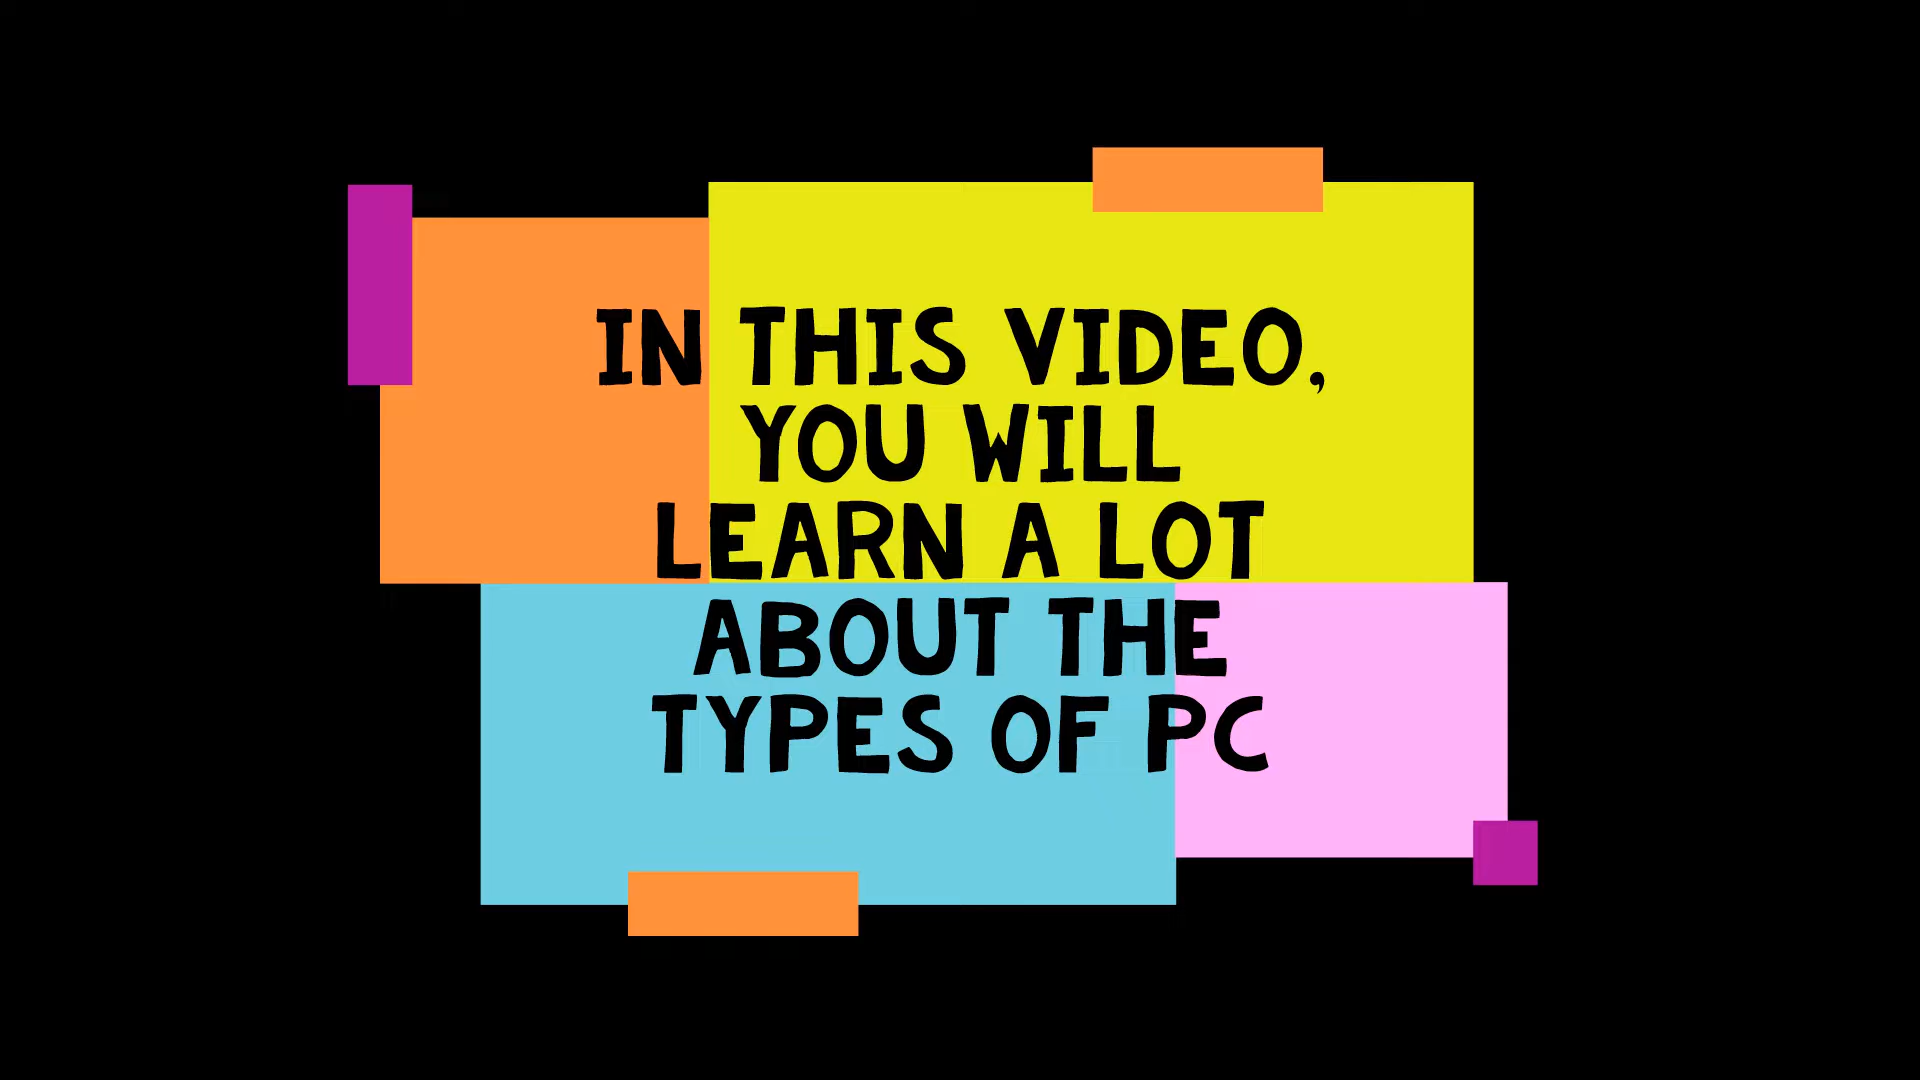 IN THIS VIDEO,
YOU WILL
LEARN A LOT
ABOUT THE
TYPES OF PC